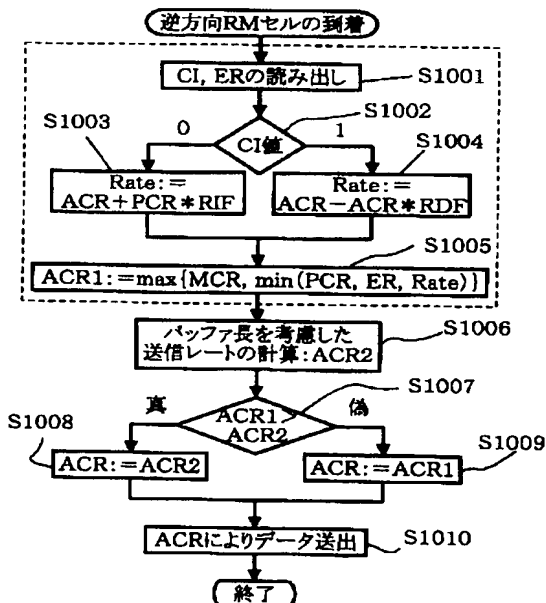 逆方向RMセルの到着
CI, ERの読み出し
S1001
S1002
S1003
0
CI値
1
S1004
Rate:=
ACR+PCR*RIF
Rate:=
ACR-ACR*RDF
S1005
ACR1:=max{MCR, min(PCR, ER, Rate)}
バッファ長を考慮した
送信レートの計算:ACR2
S1006
S1007
S1008
真
ACR1>
ACR2
偽
S1009
ACR:=ACR2
ACR:=ACR1
ACRによりデータ送出
S1010
終了